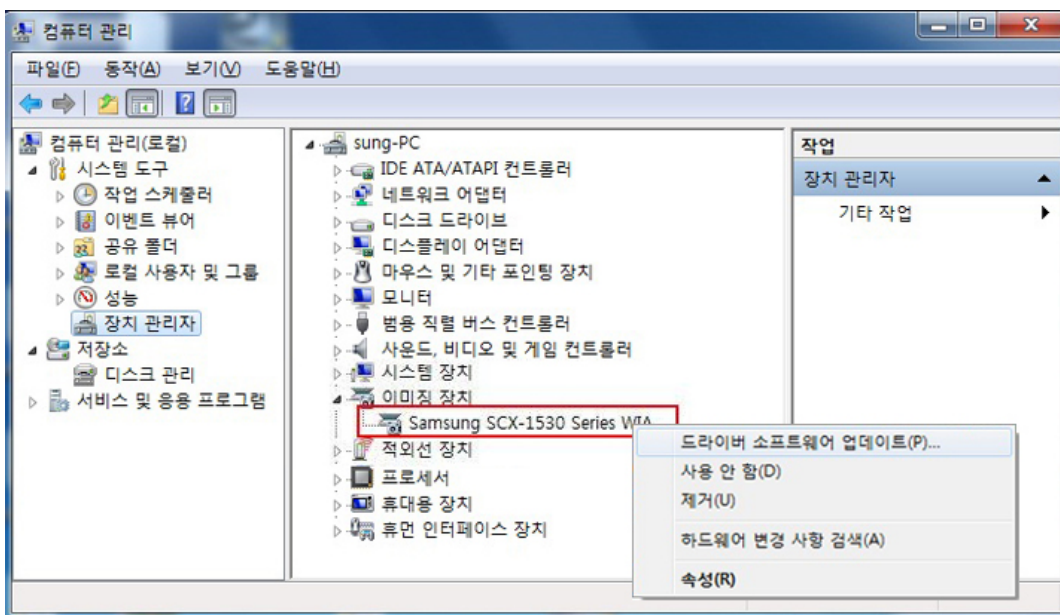 컴퓨터 관리
파일(F) 동작(A) 보기(V) 도움말(H)
컴퓨터 관리(로컬)
시스템 도구
작업 스케줄러
이벤트 뷰어
공유 폴더
로컬 사용자 및 그룹
성능
장치 관리자
저장소
디스크 관리
서비스 및 응용 프로그램
sung-PC
IDE ATA/ATAPI 컨트롤러
네트워크 어댑터
디스크 드라이브
디스플레이 어댑터
마우스 및 기타 포인팅 장치
모니터
범용 직렬 버스 컨트롤러
사운드, 비디오 및 게임 컨트롤러
시스템 장치
이미징 장치
Samsung SCX-1530 Series WIA
적외선 장치
프로세서
휴대용 장치
휴먼 인터페이스 장치
드라이버 소프트웨어 업데이트(P)...
사용 안 함(D)
제거(U)
하드웨어 변경 사항 검색(A)
속성(R)
작업
장치 관리자
기타 작업